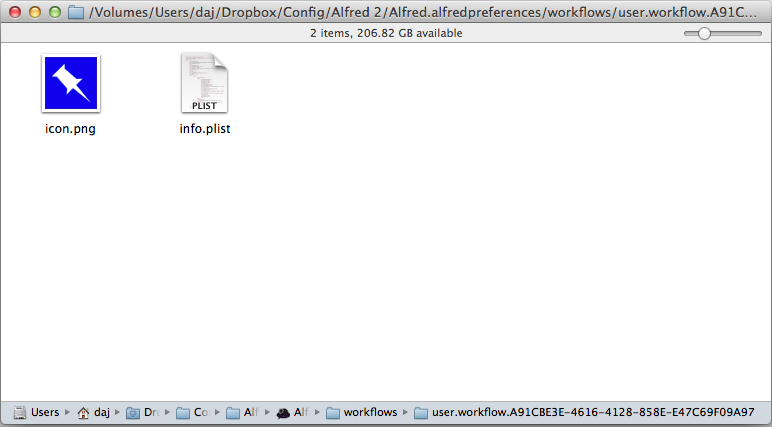 /Volumes/Users/daj/Dropbox/Config/Alfred 2/Alfred.alfredpreferences/workflows/user.workflow.A91C…
2 items, 206.82 GB available
PLIST
icon.png
info.plist
Users daj Dr Co Alf Alf workflows user.workflow.A91CBE3E-4616-4128-858E-E47C69F09A97